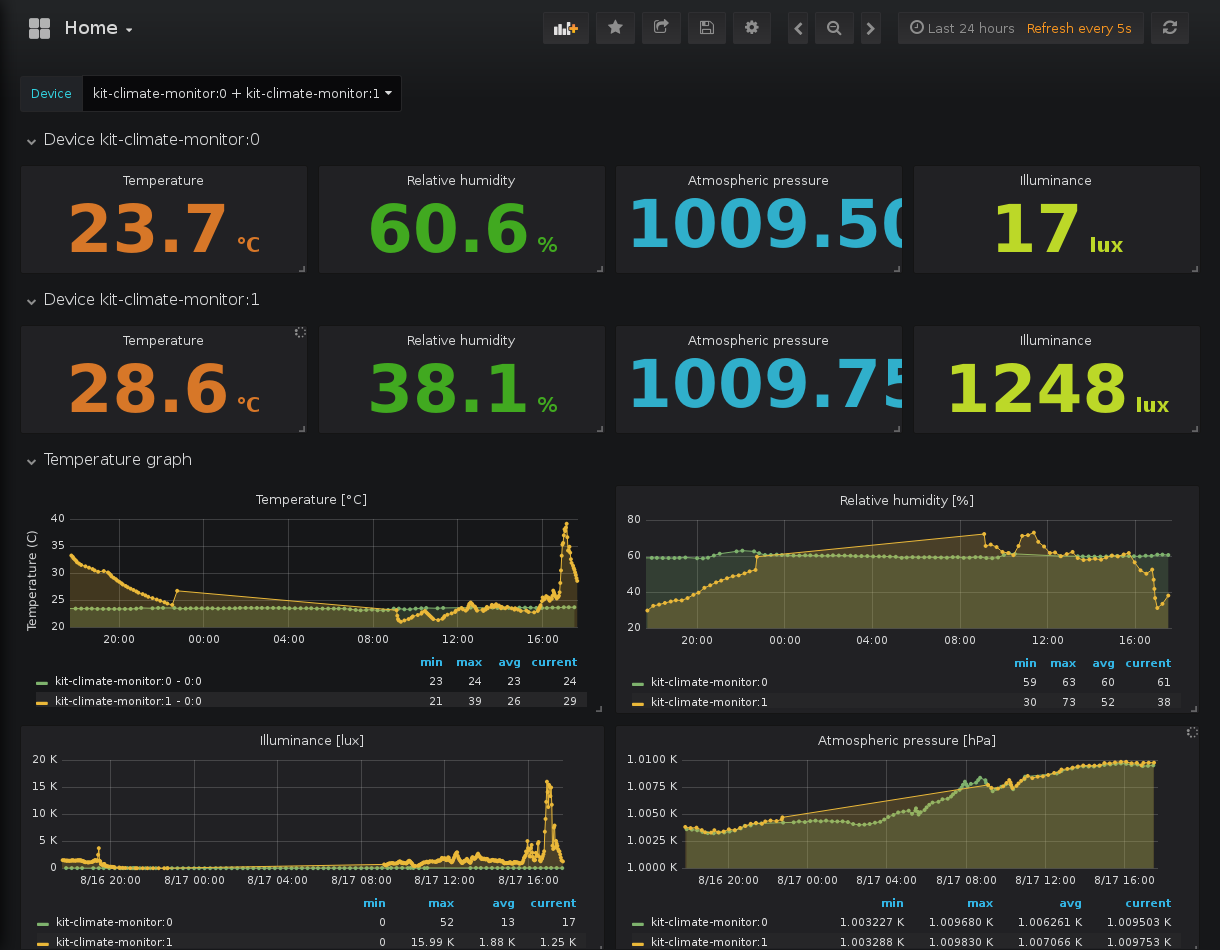 Home
Last 24 hours Refresh every 5s
Device kit-climate-monitor:0 + kit-climate-monitor:1
Device kit-climate-monitor:0
Temperature Relative humidity Atmospheric pressure Illuminance
23.7 °C 60.6 % 1009.50 17 lux
Device kit-climate-monitor:1
Temperature Relative humidity Atmospheric pressure Illuminance
28.6 °C 38.1 % 1009.75 1248 lux
Temperature graph
Temperature [°C]
Temperature (C)
40
35
30
25
20
20:00 00:00 04:00 08:00 12:00 16:00
min max avg current
kit-climate-monitor:0 - 0:0 23 24 23 24
kit-climate-monitor:1 - 0:0 21 39 26 29
Relative humidity [%]
80
60
40
20
20:00 00:00 04:00 08:00 12:00 16:00
min max avg current
kit-climate-monitor:0 59 63 60 61
kit-climate-monitor:1 30 73 52 38
Illuminance [lux]
20 K
15 K
10 K
5 K
0
8/16 20:00 8/17 00:00 8/17 04:00 8/17 08:00 8/17 12:00 8/17 16:00
min max avg current
kit-climate-monitor:0 0 52 13 17
kit-climate-monitor:1 0 15.99 K 1.88 K 1.25 K
Atmospheric pressure [hPa]
1.0100 K
1.0075 K
1.0050 K
1.0025 K
1.0000 K
8/16 20:00 8/17 00:00 8/17 04:00 8/17 08:00 8/17 12:00 8/17 16:00
min max avg current
kit-climate-monitor:0 1.003227 K 1.009680 K 1.006261 K 1.009503 K
kit-climate-monitor:1 1.003288 K 1.009830 K 1.007066 K 1.009753 K